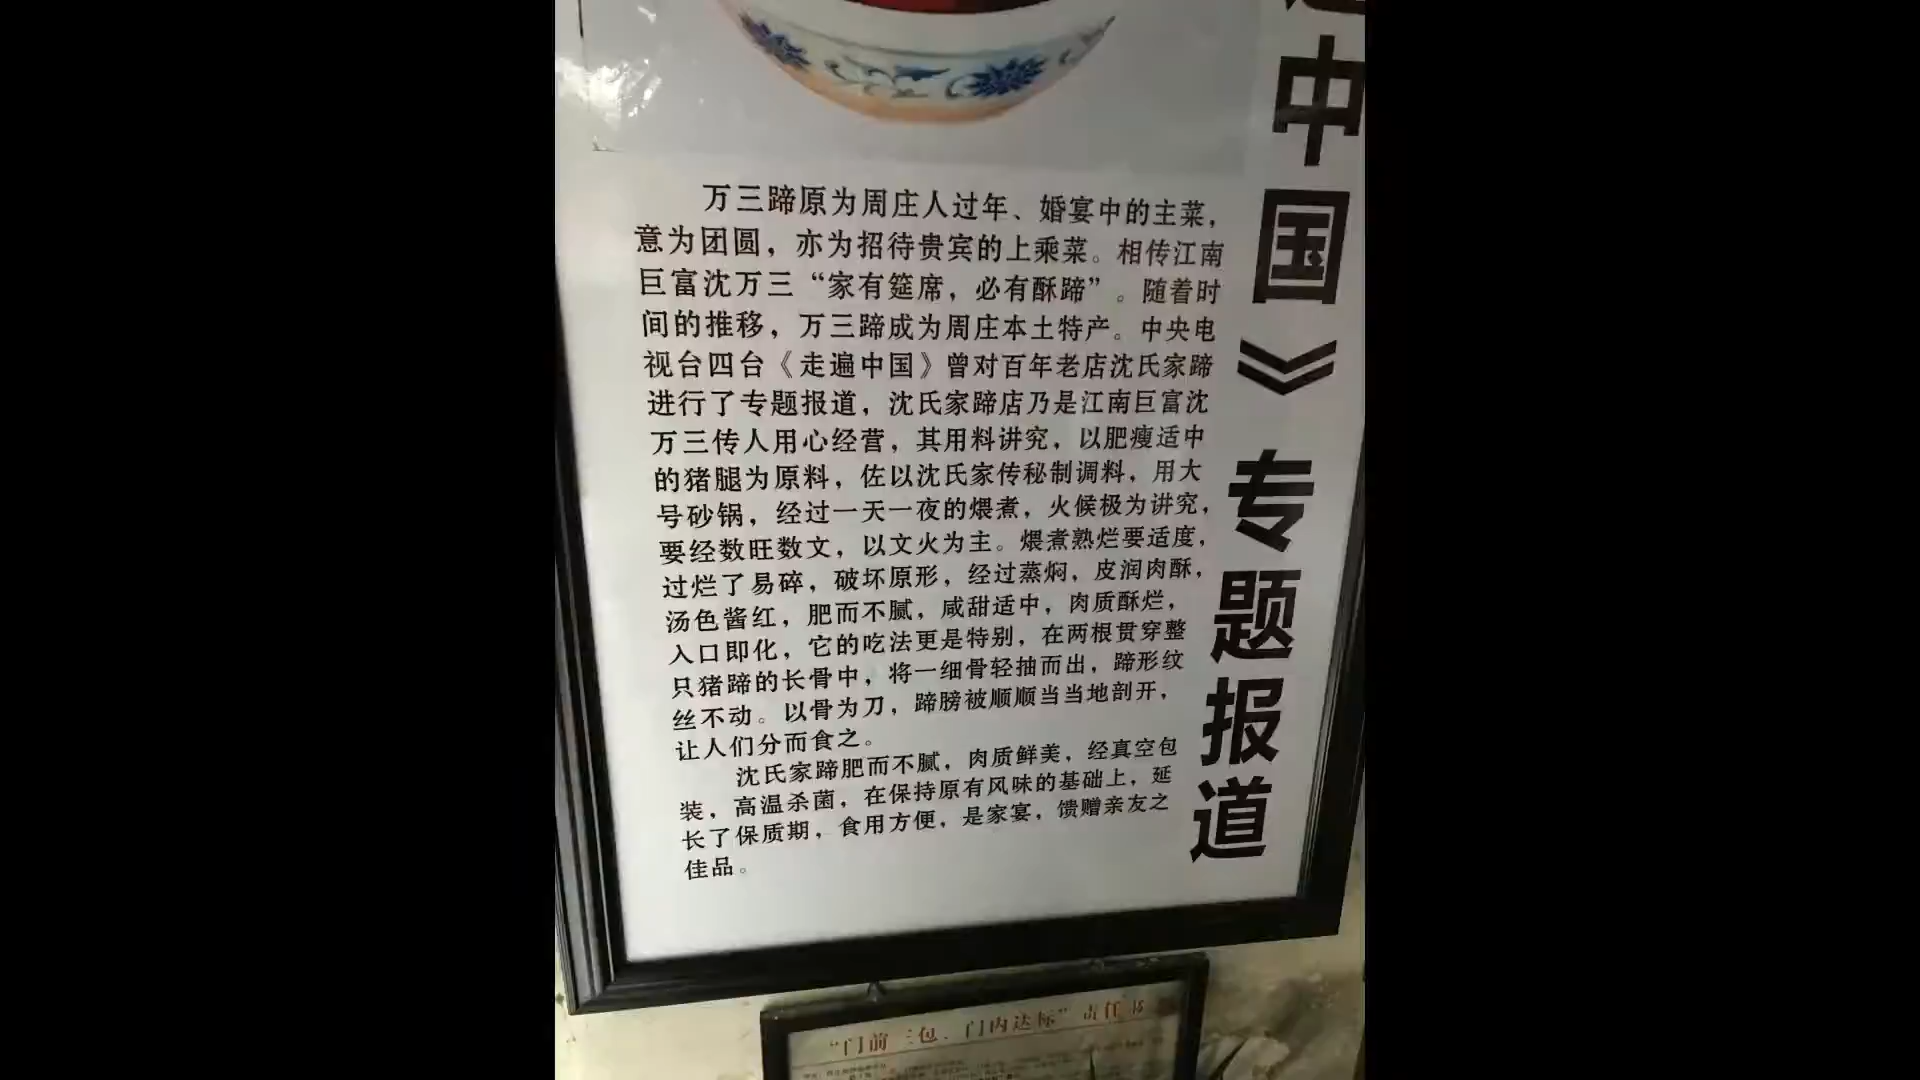 万三蹄原为周庄人过年、婚宴中的主菜，
意为团圆，亦为招待贵宾的上乘菜。相传江南
巨富沈万三“家有筵席，必有酥蹄”。随着时
间的推移，万三蹄成为周庄本土特产。中央电
视台四台《走遍中国》曾对百年老店沈氏家蹄
进行了专题报道，沈氏家蹄店乃是江南巨富沈
万三传人用心经营，其用料讲究，以肥瘦适中
的猪腿为原料，佐以沈氏家传秘制调料，用大
号砂锅，经过一天一夜的煨煮，火候极为讲究，
要经数旺数文，以文火为主。煨煮熟烂要适度，
过烂了易碎，破坏原形，经过蒸焖，皮润肉酥，
汤色酱红，肥而不腻，咸甜适中，肉质酥烂，
入口即化，它的吃法更是特别，在两根贯穿整
只猪蹄的长骨中，将一细骨轻抽而出，蹄形纹
丝不动。以骨为刀，蹄膀被顺顺当当地剖开，
让人们分而食之。
沈氏家蹄肥而不腻，肉质鲜美，经真空包
装，高温杀菌，在保持原有风味的基础上，延
长了保质期，食用方便，是家宴，馈赠亲友之
佳品。
中国》专题报道
“门前三包、门内达标”责任书